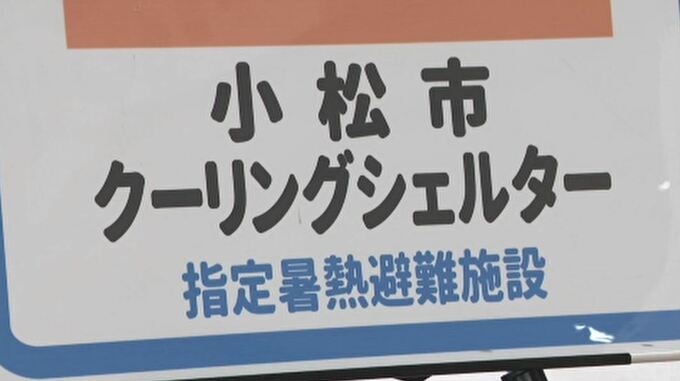 小松市
クーリングシェルター
指定暑熱避難施設